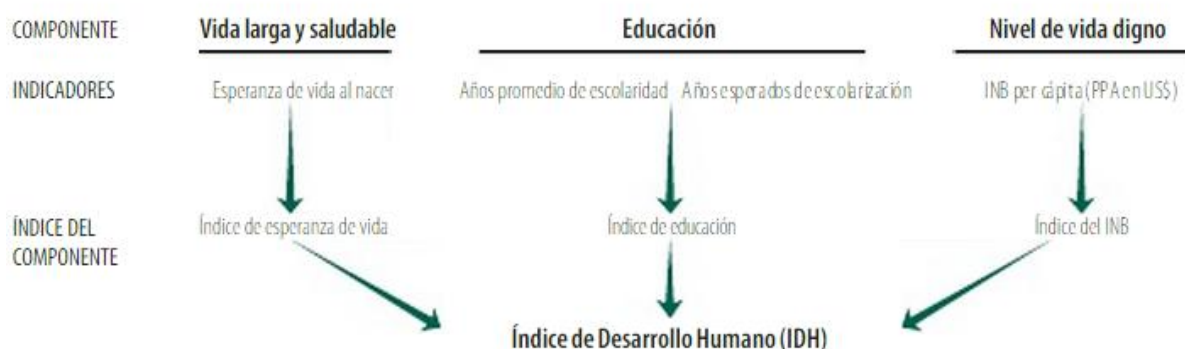 COMPONENTE Vida larga y saludable Educación Nivel de vida digno
INDICADORES Esperanza de vida al nacer Años promedio de escolaridad Años esperados de escolarización INB per cápita (PPA en US$)
ÍNDICE DEL COMPONENTE Índice de esperanza de vida Índice de educación Índice del INB
Índice de Desarrollo Humano (IDH)